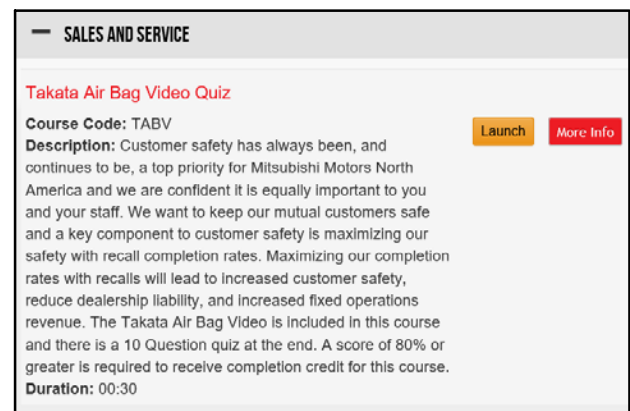 SALES AND SERVICE
Takata Air Bag Video Quiz
Course Code: TABV
Launch
More Info
Description: Customer safety has always been, and
continues to be, a top priority for Mitsubishi Motors North
America and we are confident it is equally important to you
and your staff. We want to keep our mutual customers safe
and a key component to customer safety is maximizing our
safety with recall completion rates. Maximizing our completion
rates with recalls will lead to increased customer safety,
reduce dealership liability, and increased fixed operations
revenue. The Takata Air Bag Video is included in this course
and there is a 10 Question quiz at the end. A score of 80% or
greater is required to receive completion credit for this course.
Duration: 00:30